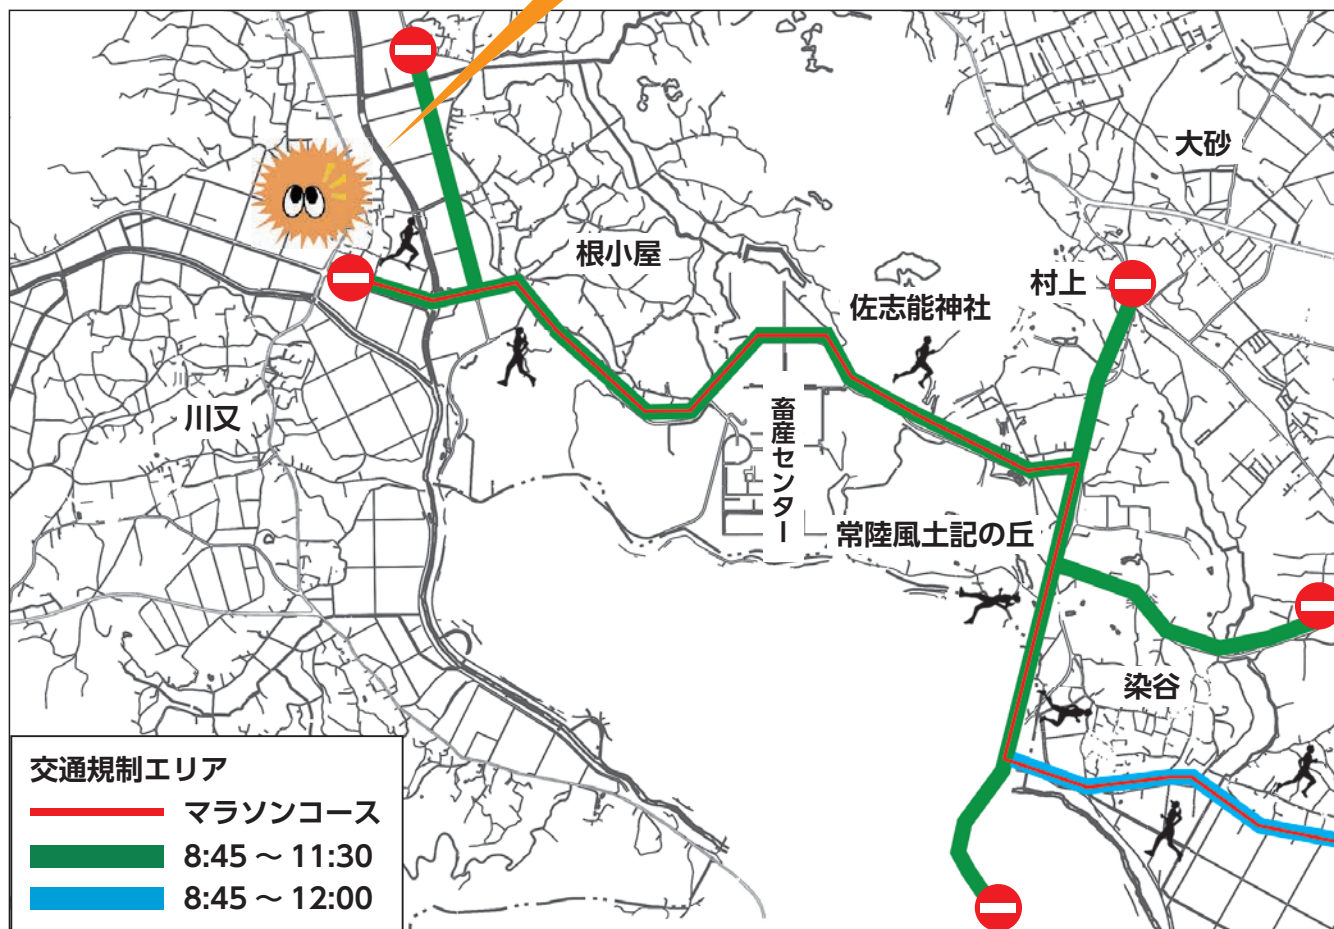 大砂
根小屋
村上
佐志能神社
川又
川又
畜産センター
常陸風土記の丘
染谷
交通規制エリア
マラソンコース
8:45 ～ 11:30
8:45 ～ 12:00